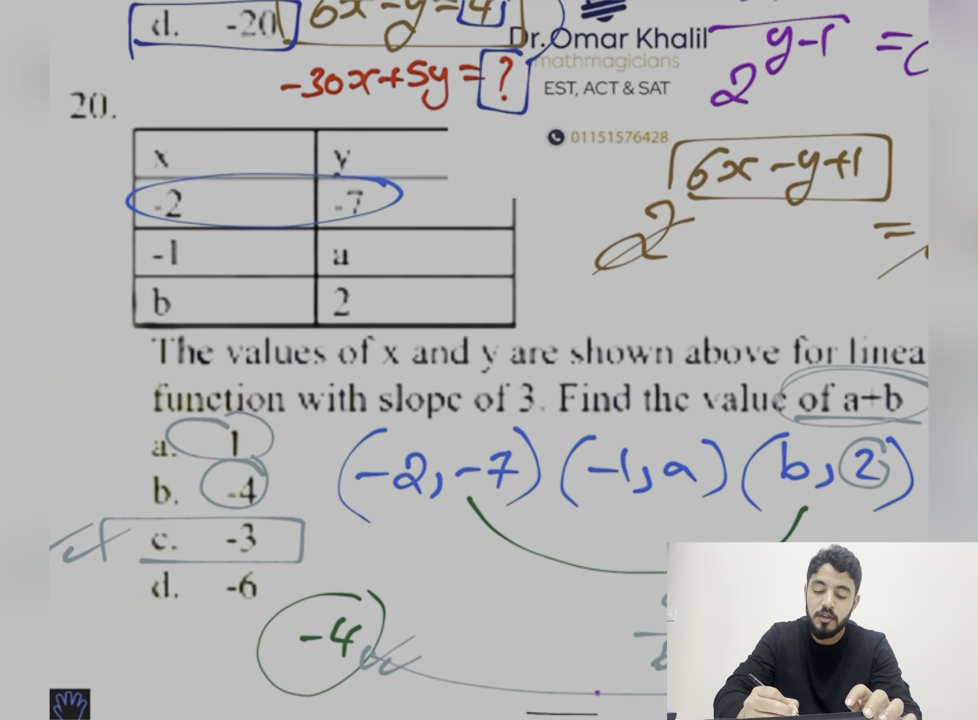 d. -20
6x-y=4
-30x+5y=?
Dr.Omar Khalil
mathmagicians
EST, ACT & SAT
01151576428
2^{y-1} =
2^{6x-y+1} =
20.
x y
-2 -7
-1 a
b 2
The values of x and y are shown above for linea
function with slope of 3. Find the value of a+b
a. 1
b. -4
c. -3
d. -6
(-2,-7) (-1,a) (b,2)
-4